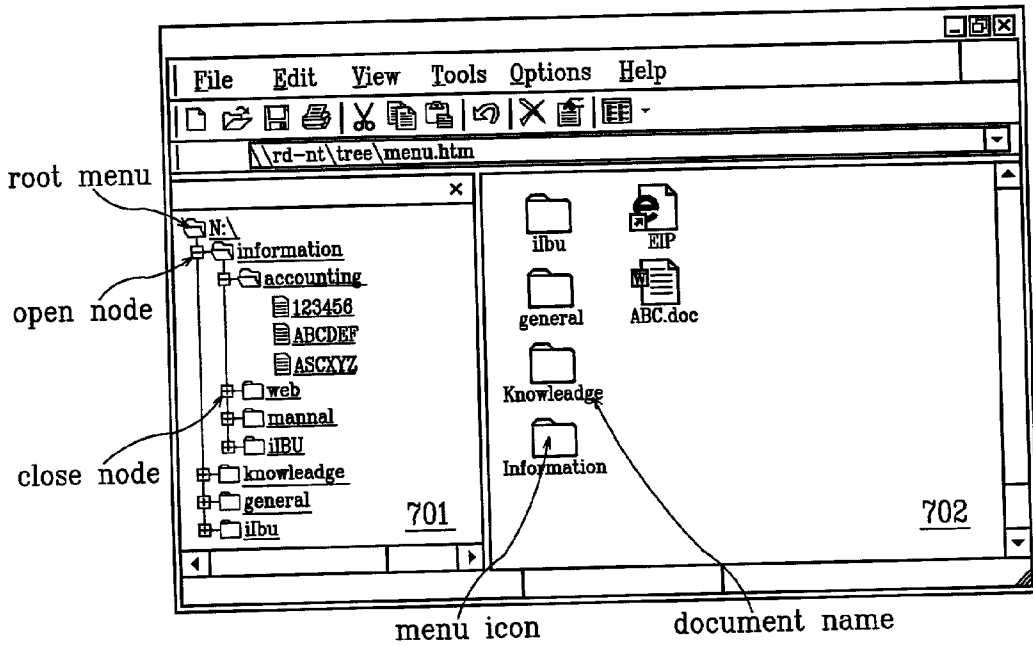 File Edit View Tools Options Help
\\rd-nt\tree\menu.htm
root menu
N:\
information
accounting
open node
123456
ABCDEF
ASCXYZ
web
mannal
iIBU
close node
knowleadge
general
iIbu
701
iIbu
EIP
general
ABC.doc
Knowleadge
Information
702
menu icon
document name